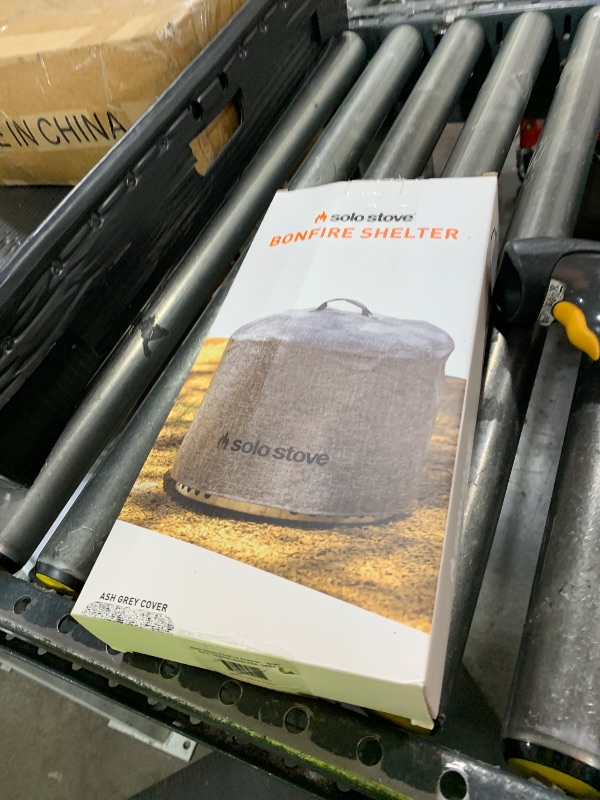 E IN CHINA
solo stove
BONFIRE SHELTER
solo stove
ASH GREY COVER